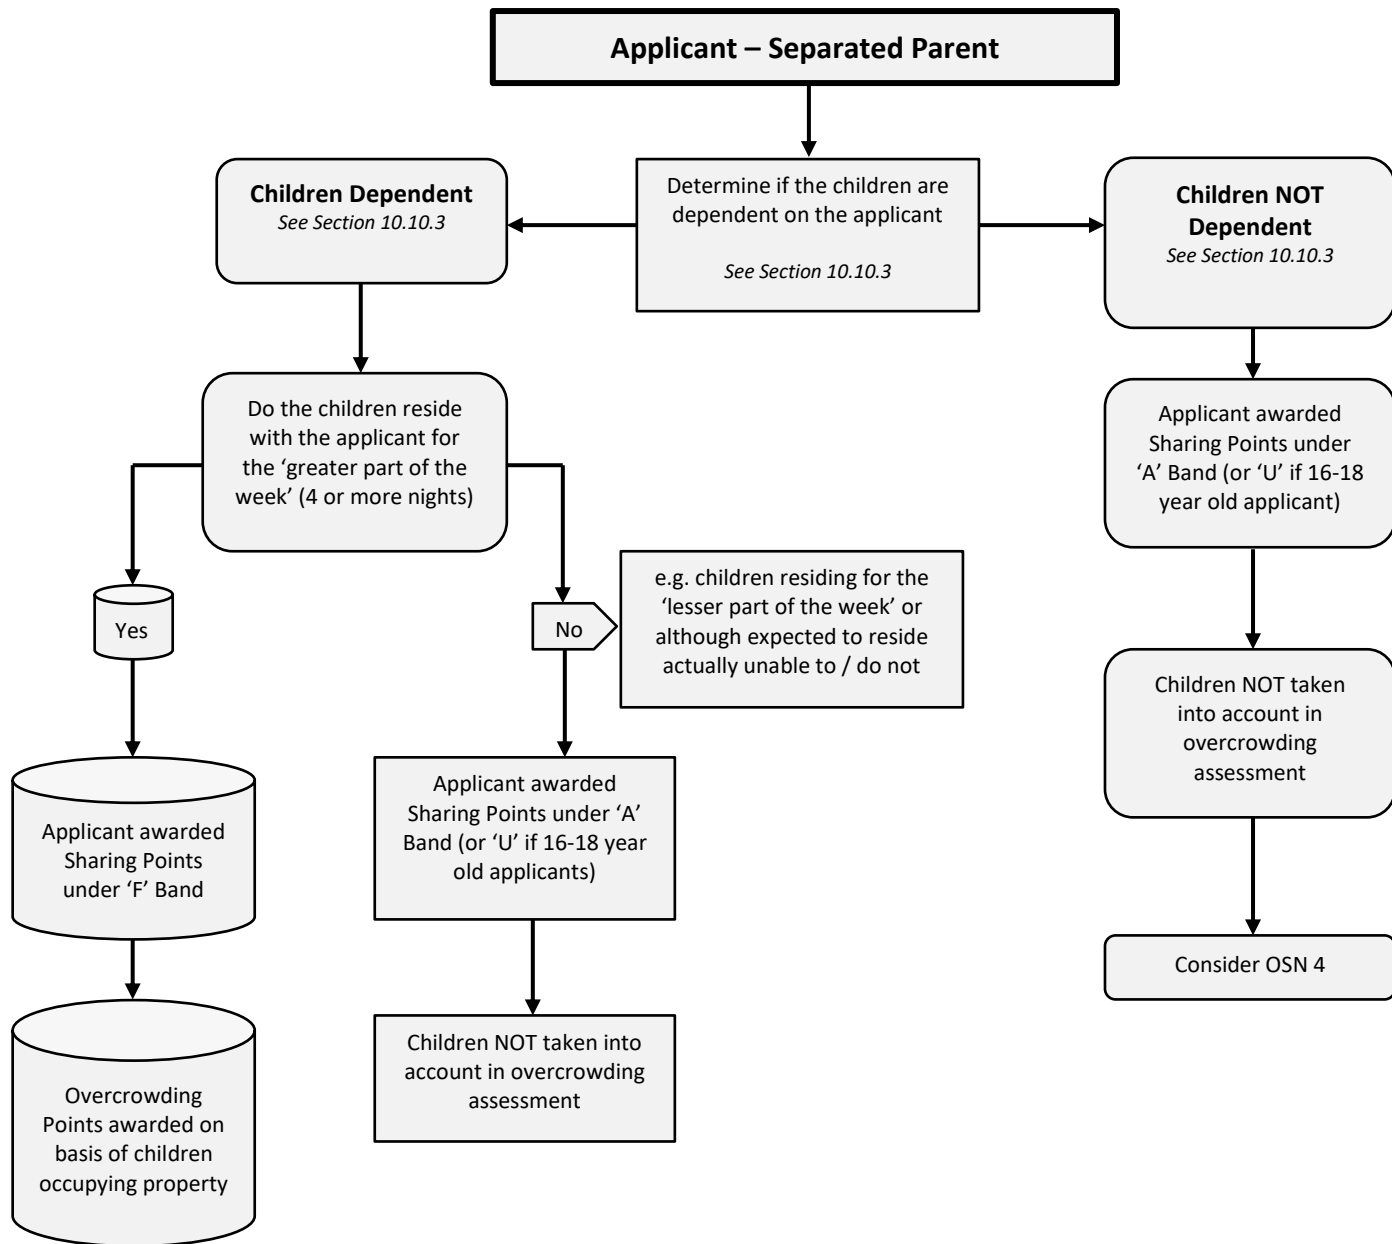 Applicant – Separated Parent
Children Dependent
See Section 10.10.3
Determine if the children are
dependent on the applicant
See Section 10.10.3
Children NOT
Dependent
See Section 10.10.3
Do the children reside
with the applicant for
the ‘greater part of the
week’ (4 or more nights)
Applicant awarded
Sharing Points under
‘A’ Band (or ‘U’ if 16-18
year old applicant)
Yes
No
e.g. children residing for the
‘lesser part of the week’ or
although expected to reside
actually unable to / do not
Children NOT taken
into account in
overcrowding
assessment
Applicant awarded
Sharing Points
under ‘F’ Band
Applicant awarded
Sharing Points under ‘A’
Band (or ‘U’ if 16-18 year
old applicants)
Consider OSN 4
Overcrowding
Points awarded on
basis of children
occupying property
Children NOT taken into
account in overcrowding
assessment